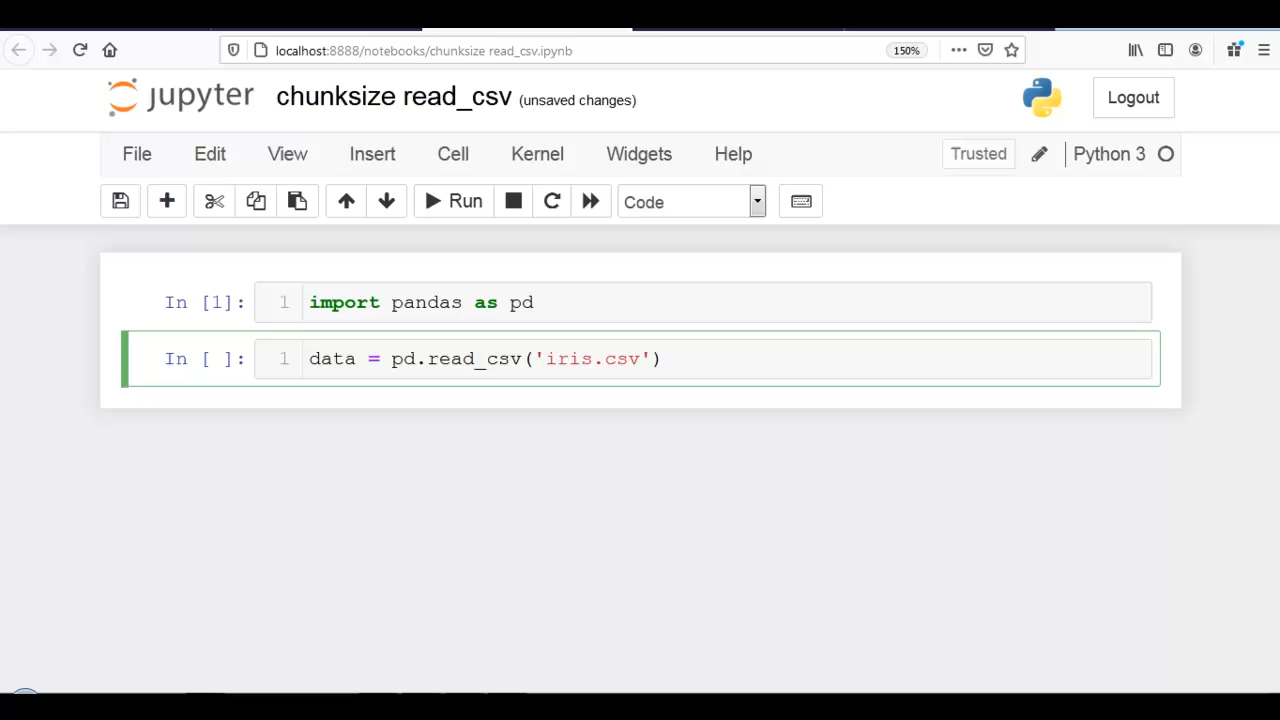 localhost:8888/notebooks/chunksize read_csv.ipynb 150%
jupyter chunksize read_csv (unsaved changes) Logout
File Edit View Insert Cell Kernel Widgets Help Trusted Python 3
Run Code
In [1]: 1 import pandas as pd
In [ ]: 1 data = pd.read_csv('iris.csv')